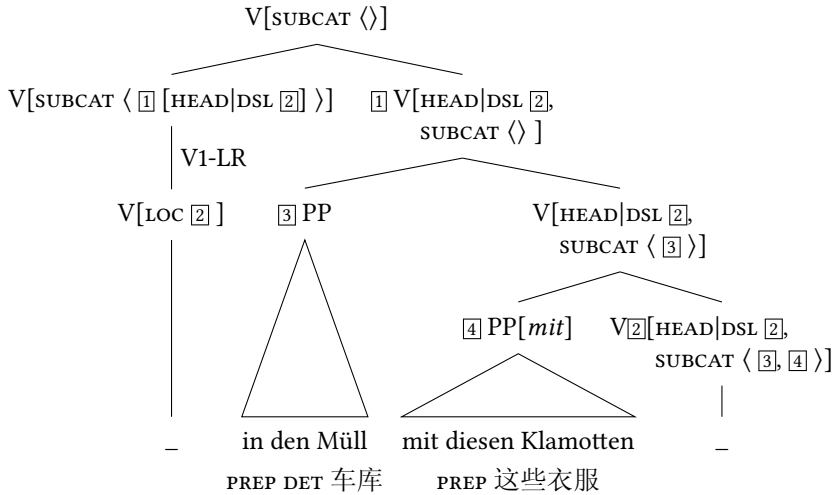 V[SUBCAT ⟨⟩]
V[SUBCAT ⟨ 1 [HEAD|DSL 2] ⟩] 1 V[HEAD|DSL 2,
SUBCAT ⟨⟩ ]
V1-LR
V[LOC 2 ] 3 PP V[HEAD|DSL 2,
SUBCAT ⟨ 3 ⟩]
4 PP[mit] V2[HEAD|DSL 2,
SUBCAT ⟨ 3, 4 ⟩]
_ in den Müll mit diesen Klamotten _
PREP DET 车库 PREP 这些衣服